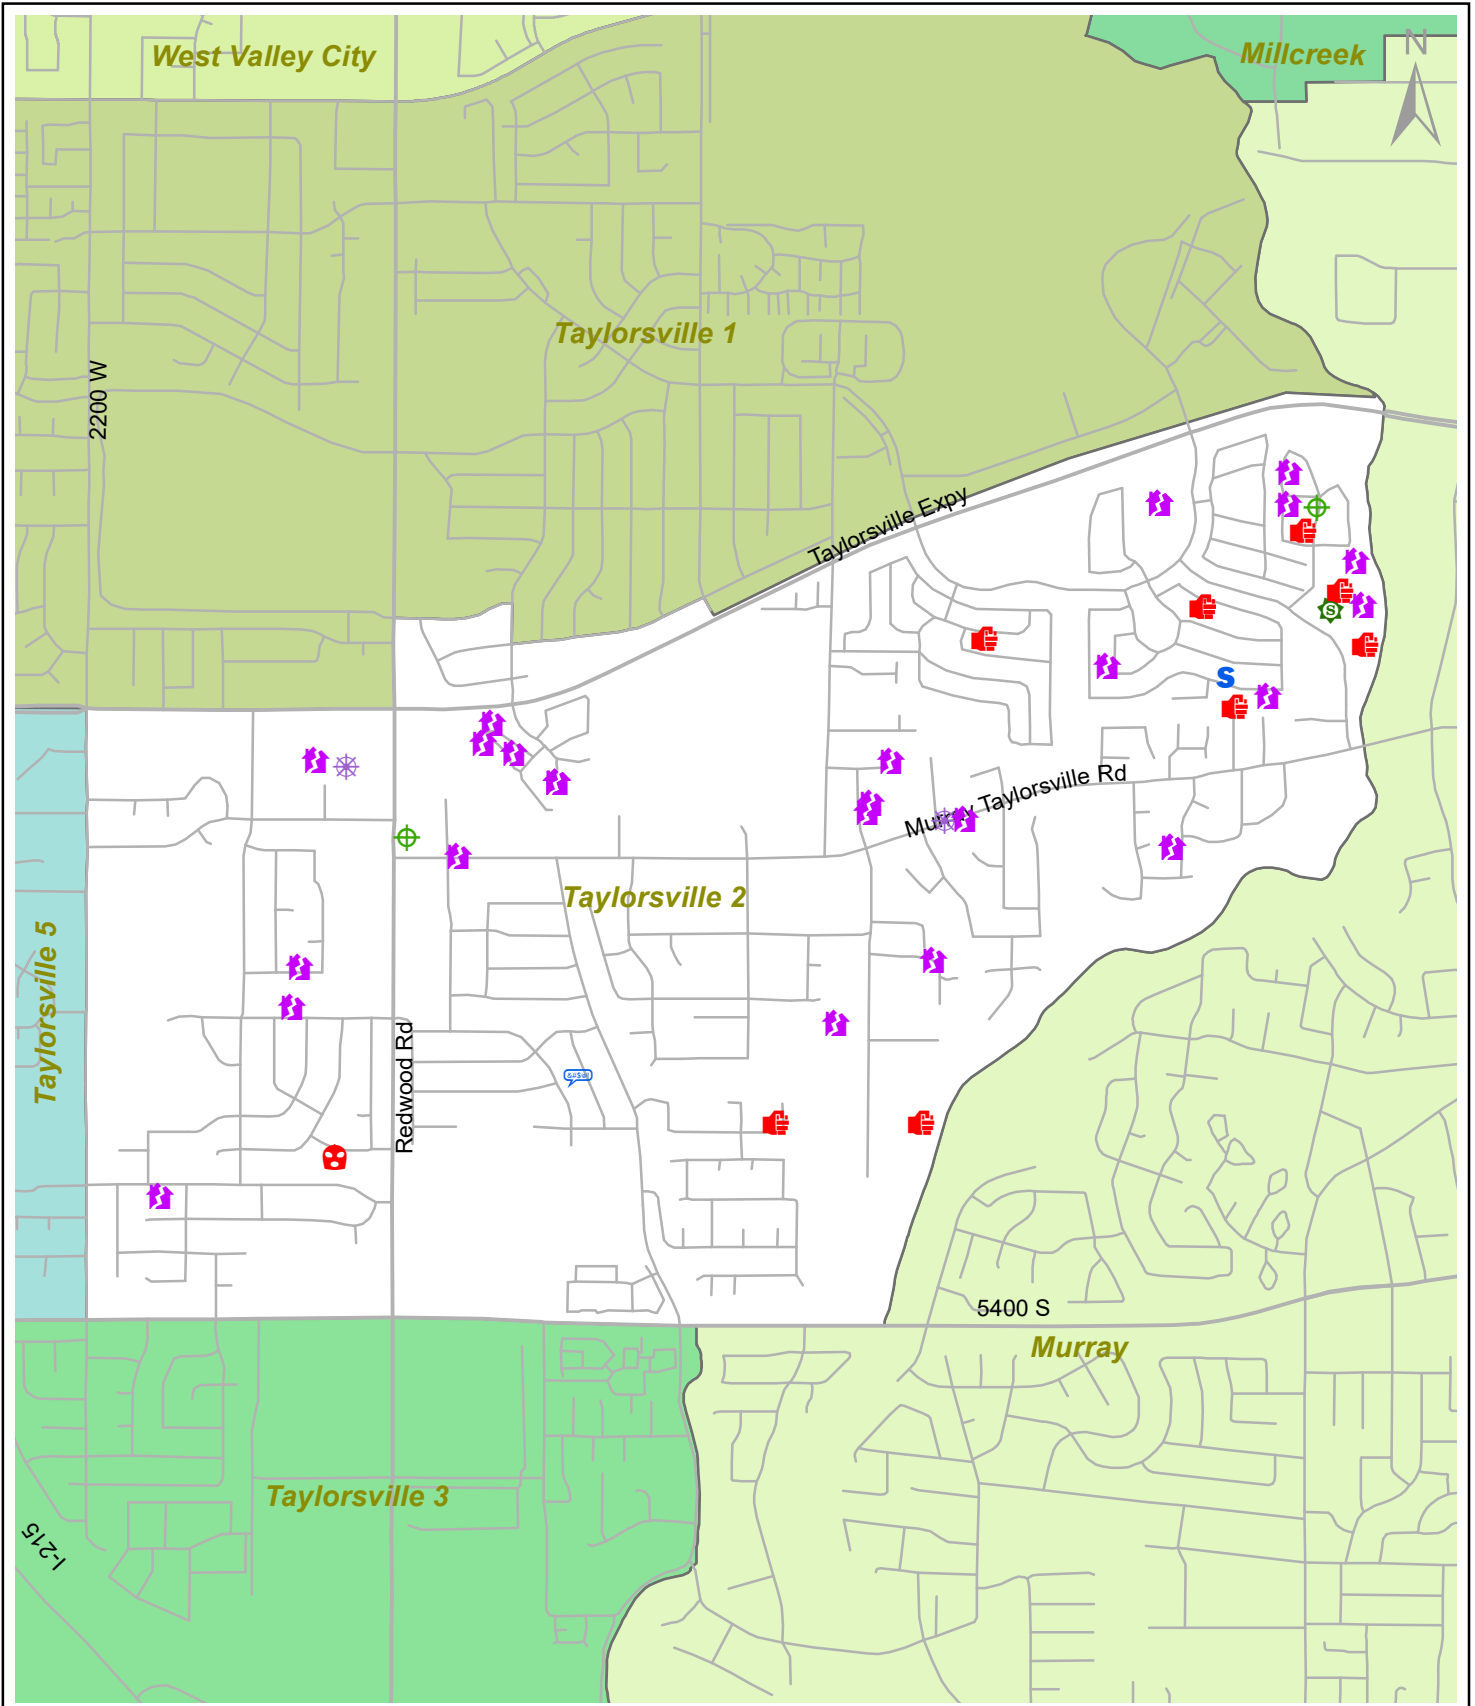 West Valley City
Millcreek
N
Taylorsville 1
2200 W
Taylorsville Expy
S
S
Murray Taylorsville Rd
Taylorsville 2
Taylorsville 5
Redwood Rd
5400 S
Murray
Taylorsville 3
I-215